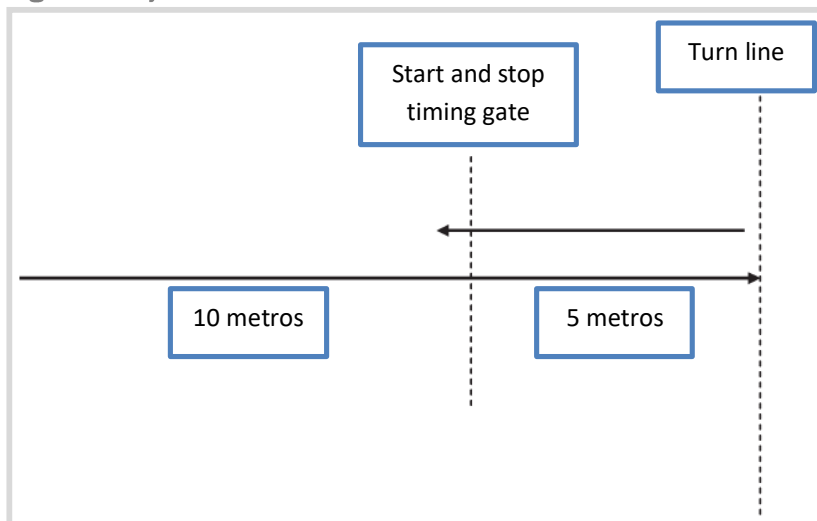 Start and stop
timing gate
Turn line
10 metros
5 metros